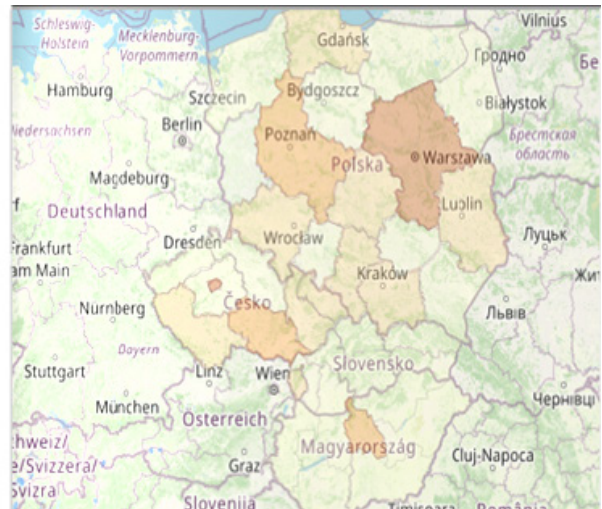 Vilnius
Schleswig-
Holstein
Mecklenburg-
Vorpommern
Gdańsk
Гродно
Hamburg
Szczecin
Bydgoszcz
Białystok
Berlin
Poznań
Polska
Warszawa
Брестская
область
Magdeburg
Deutschland
Lublin
Dresden
Wrocław
Луцьк
Frankfurt
am Main
Kraków
Česko
Nürnberg
Львів
Bayern
Stuttgart
Linz
Wien
Slovensko
München
Österreich
Чернівці
Magyarország
Cluj-Napoca
Graz
Slovenija